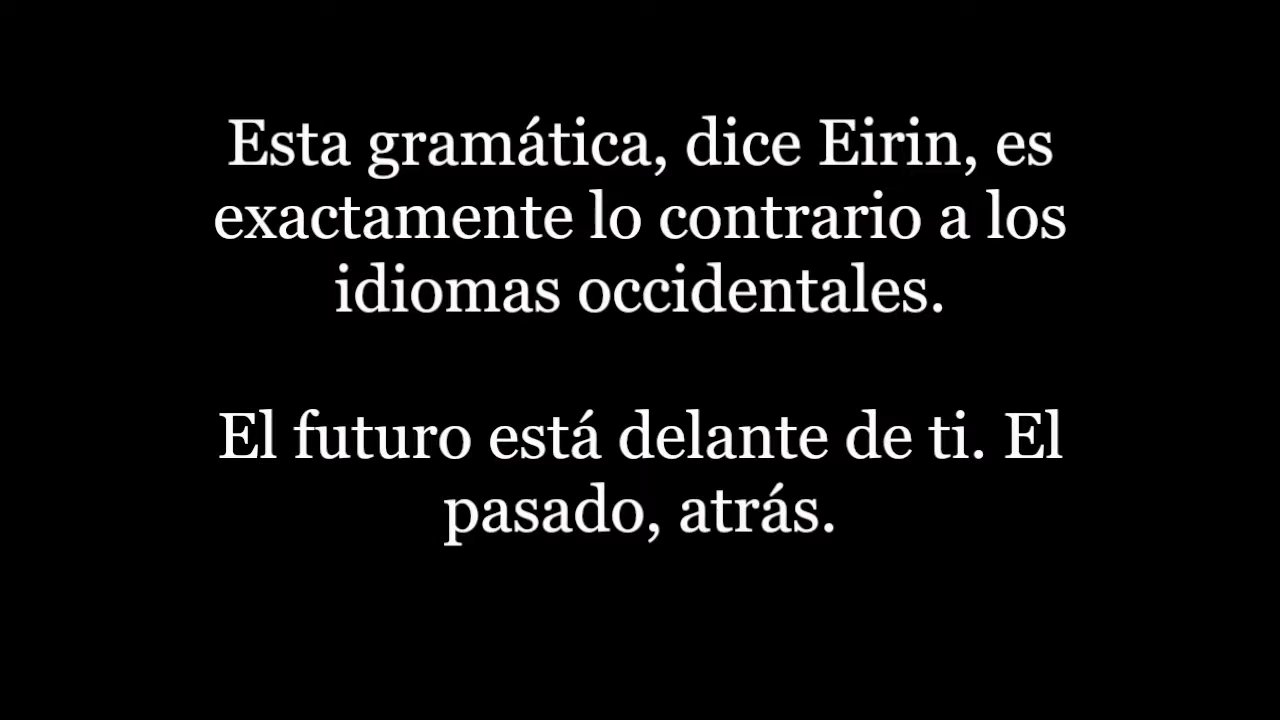 Esta gramática, dice Eirin, es
exactamente lo contrario a los
idiomas occidentales.
El futuro está delante de ti. El
pasado, atrás.